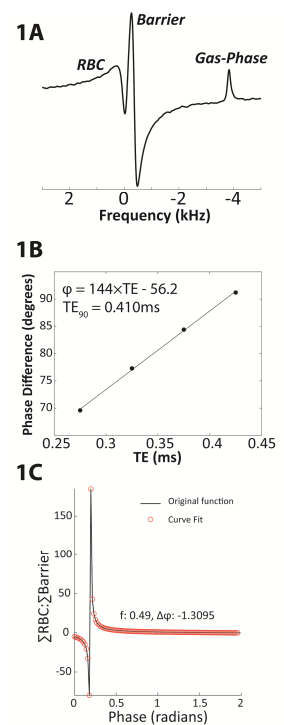 1A
Barrier
RBC
Gas-Phase
2 0 -2 -4
Frequency (kHz)
1B
φ = 144×TE - 56.2
TE90 = 0.410ms
Phase Difference (degrees)
90
85
80
75
70
0.25 0.3 0.35 0.4 0.45
TE (ms)
1C
Original function
Curve Fit
∑RBC:∑Barrier
150
100
50
0
-50
f: 0.49, Δφ: -1.3095
0 0.5 1 1.5 2
Phase (radians)